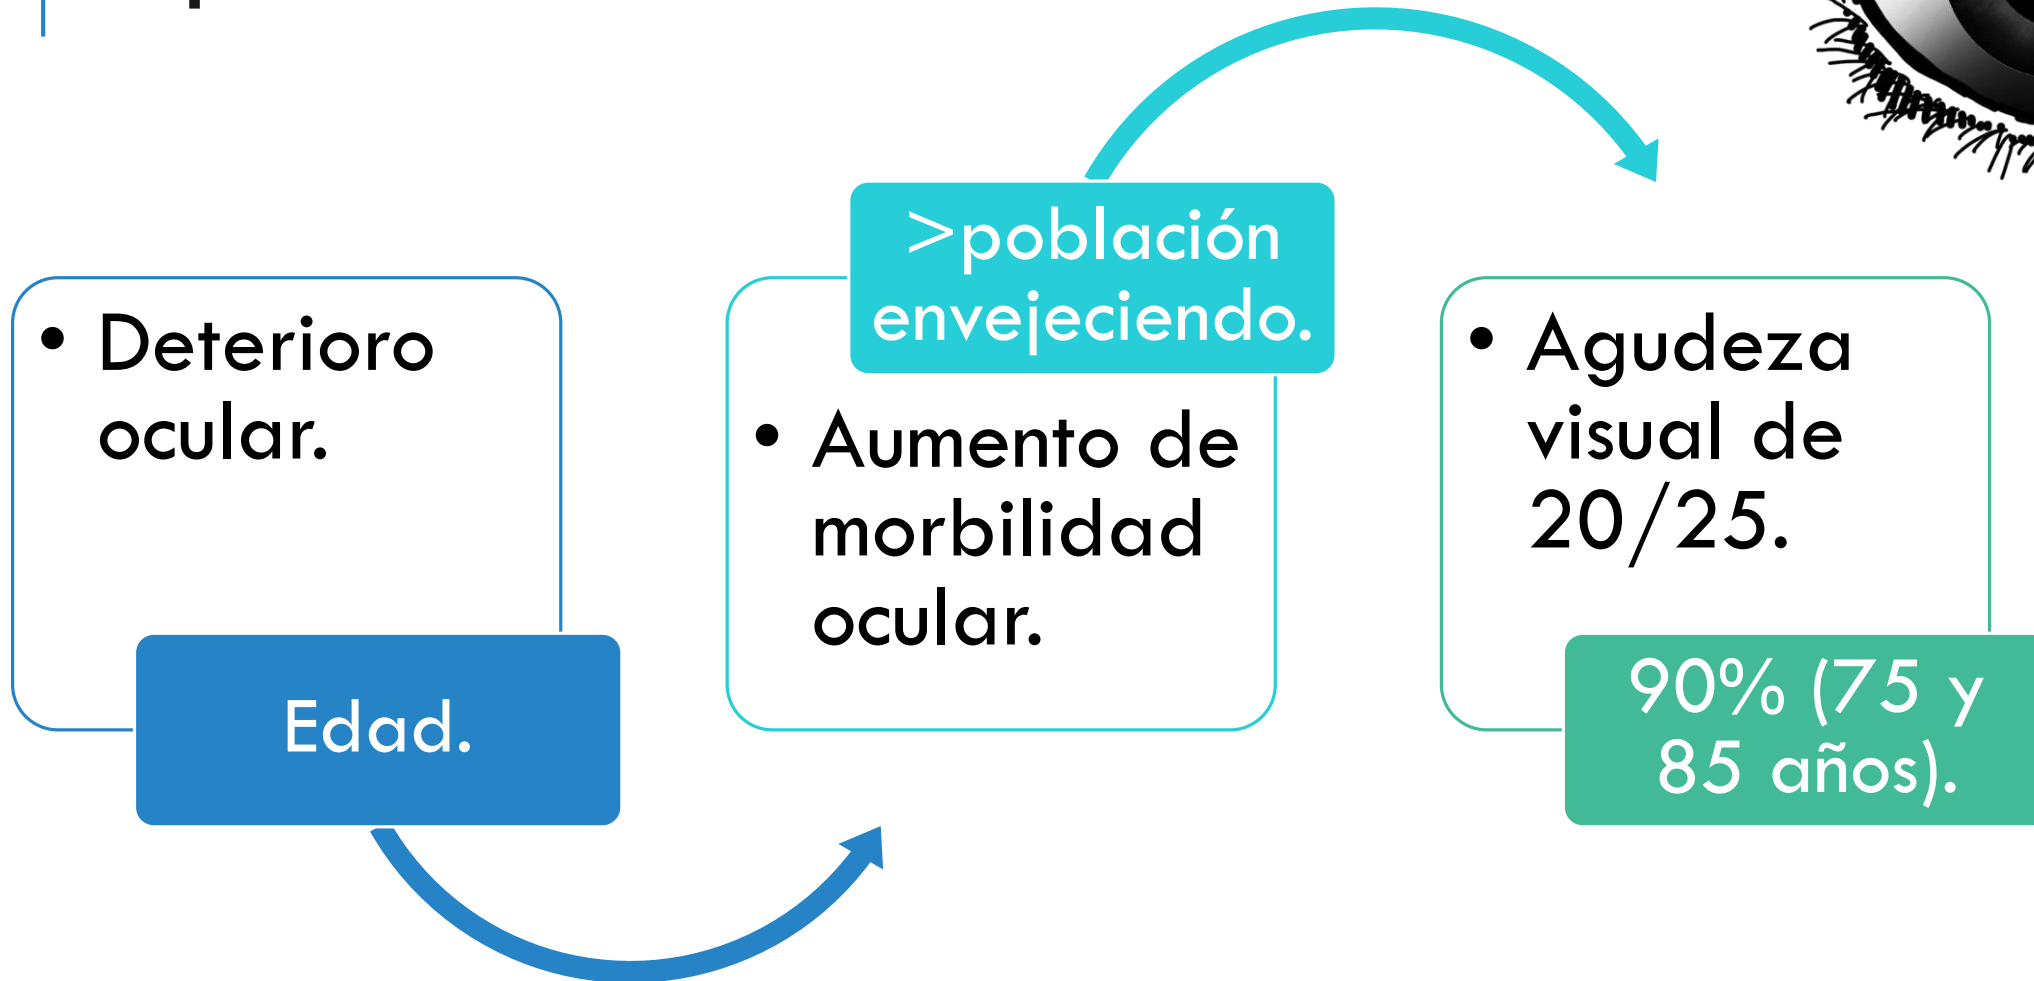 • Deterioro
ocular.
Edad.
>población
envejeciendo.
• Aumento de
morbilidad
ocular.
• Agudeza
visual de
20/25.
90% (75 y
85 años).